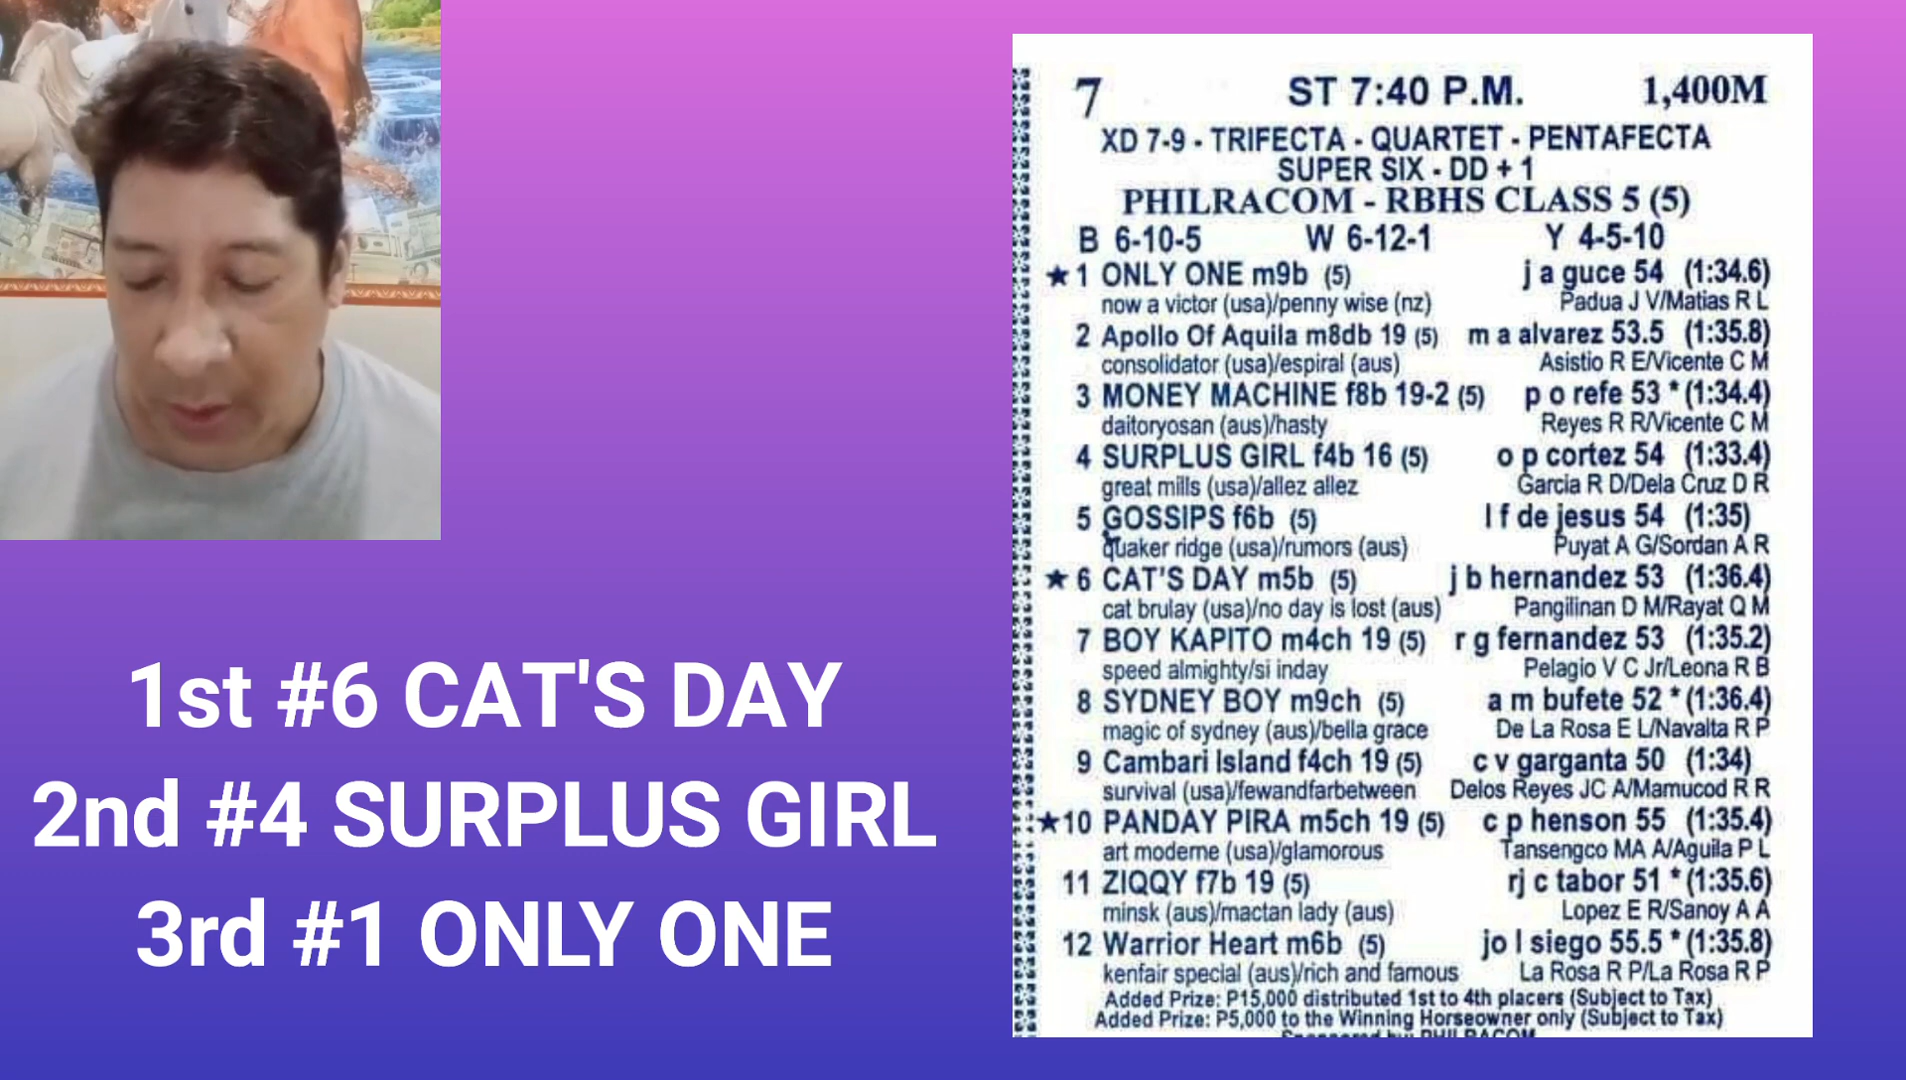 1st #6 CAT'S DAY
2nd #4 SURPLUS GIRL
3rd #1 ONLY ONE
7 ST 7:40 P.M. 1,400M
XD 7-9 - TRIFECTA - QUARTET - PENTAFECTA
SUPER SIX - DD + 1
PHILRACOM - RBHS CLASS 5 (5)
B 6-10-5 W 6-12-1 Y 4-5-10
★ 1 ONLY ONE m9b (5) j a guce 54 (1:34.6)
now a victor (usa)/penny wise (nz) Padua J V/Matias R L
2 Apollo Of Aquila m8db 19 (5) m a alvarez 53.5 (1:35.8)
consolidator (usa)/espiral (aus) Asistio R E/Vicente C M
3 MONEY MACHINE f8b 19-2 (5) p o refe 53 * (1:34.4)
daitoryosan (aus)/hasty Reyes R R/Vicente C M
4 SURPLUS GIRL f4b 16 (5) o p cortez 54 (1:33.4)
great mills (usa)/allez allez Garcia R D/Dela Cruz D R
5 GOSSIPS f6b (5) l f de jesus 54 (1:35)
quaker ridge (usa)/rumors (aus) Puyat A G/Sordan A R
★ 6 CAT'S DAY m5b (5) j b hernandez 53 (1:36.4)
cat brulay (usa)/no day is lost (aus) Pangilinan D M/Rayat Q M
7 BOY KAPITO m4ch 19 (5) r g fernandez 53 (1:35.2)
speed almighty/si inday Pelagio V C Jr/Leona R B
8 SYDNEY BOY m9ch (5) a m bufete 52 * (1:36.4)
magic of sydney (aus)/bella grace De La Rosa E L/Navalta R P
9 Cambari Island f4ch 19 (5) c v garganta 50 (1:34)
survival (usa)/fewandfarbetween Delos Reyes JC A/Mamucod R R
★ 10 PANDAY PIRA m5ch 19 (5) c p henson 55 (1:35.4)
art moderne (usa)/glamorous Tansengco MA A/Aguila P L
11 ZIQQY f7b 19 (5) rj c tabor 51 * (1:35.6)
minsk (aus)/mactan lady (aus) Lopez E R/Sanoy A A
12 Warrior Heart m6b (5) jo l siego 55.5 * (1:35.8)
kenfair special (aus)/rich and famous La Rosa R P/La Rosa R P
Added Prize: P15,000 distributed 1st to 4th placers (Subject to Tax)
Added Prize: P5,000 to the Winning Horseowner only (Subject to Tax)
Sponsored by: PHILRACOM